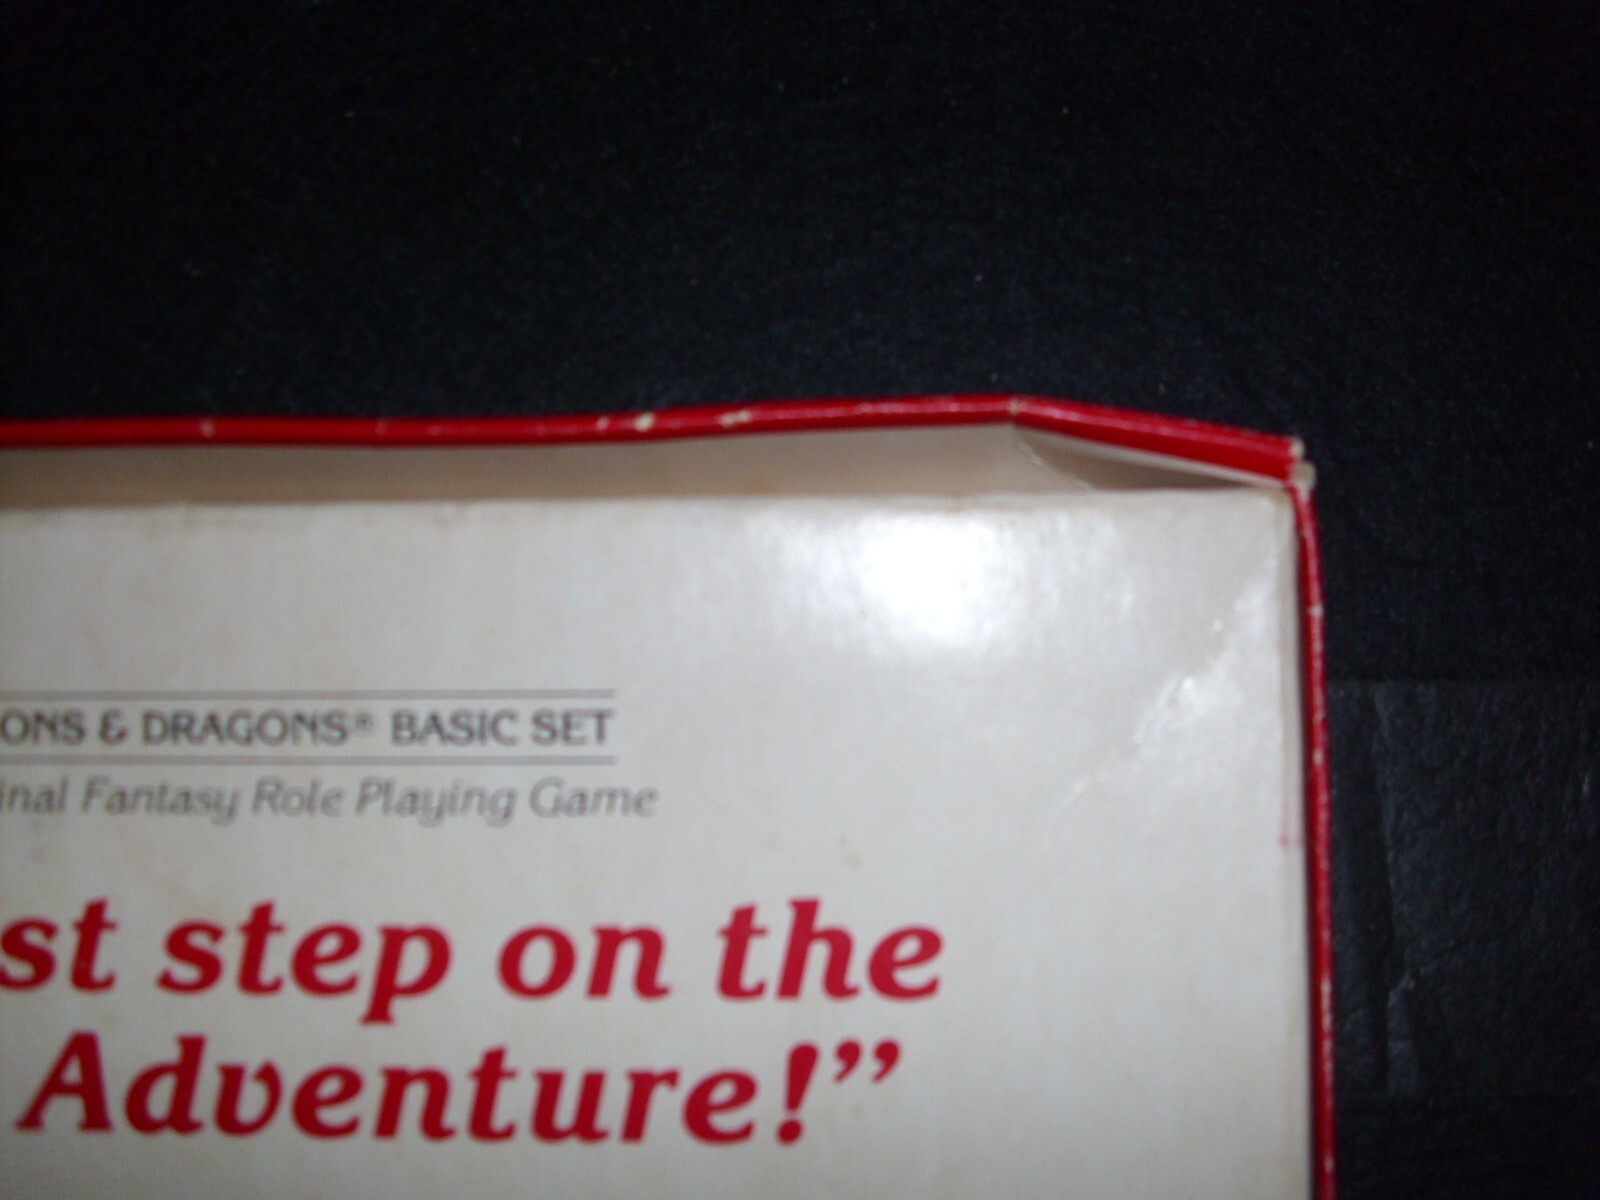 ONS & DRAGONS® BASIC SET
inal Fantasy Role Playing Game
st step on the
Adventure!”